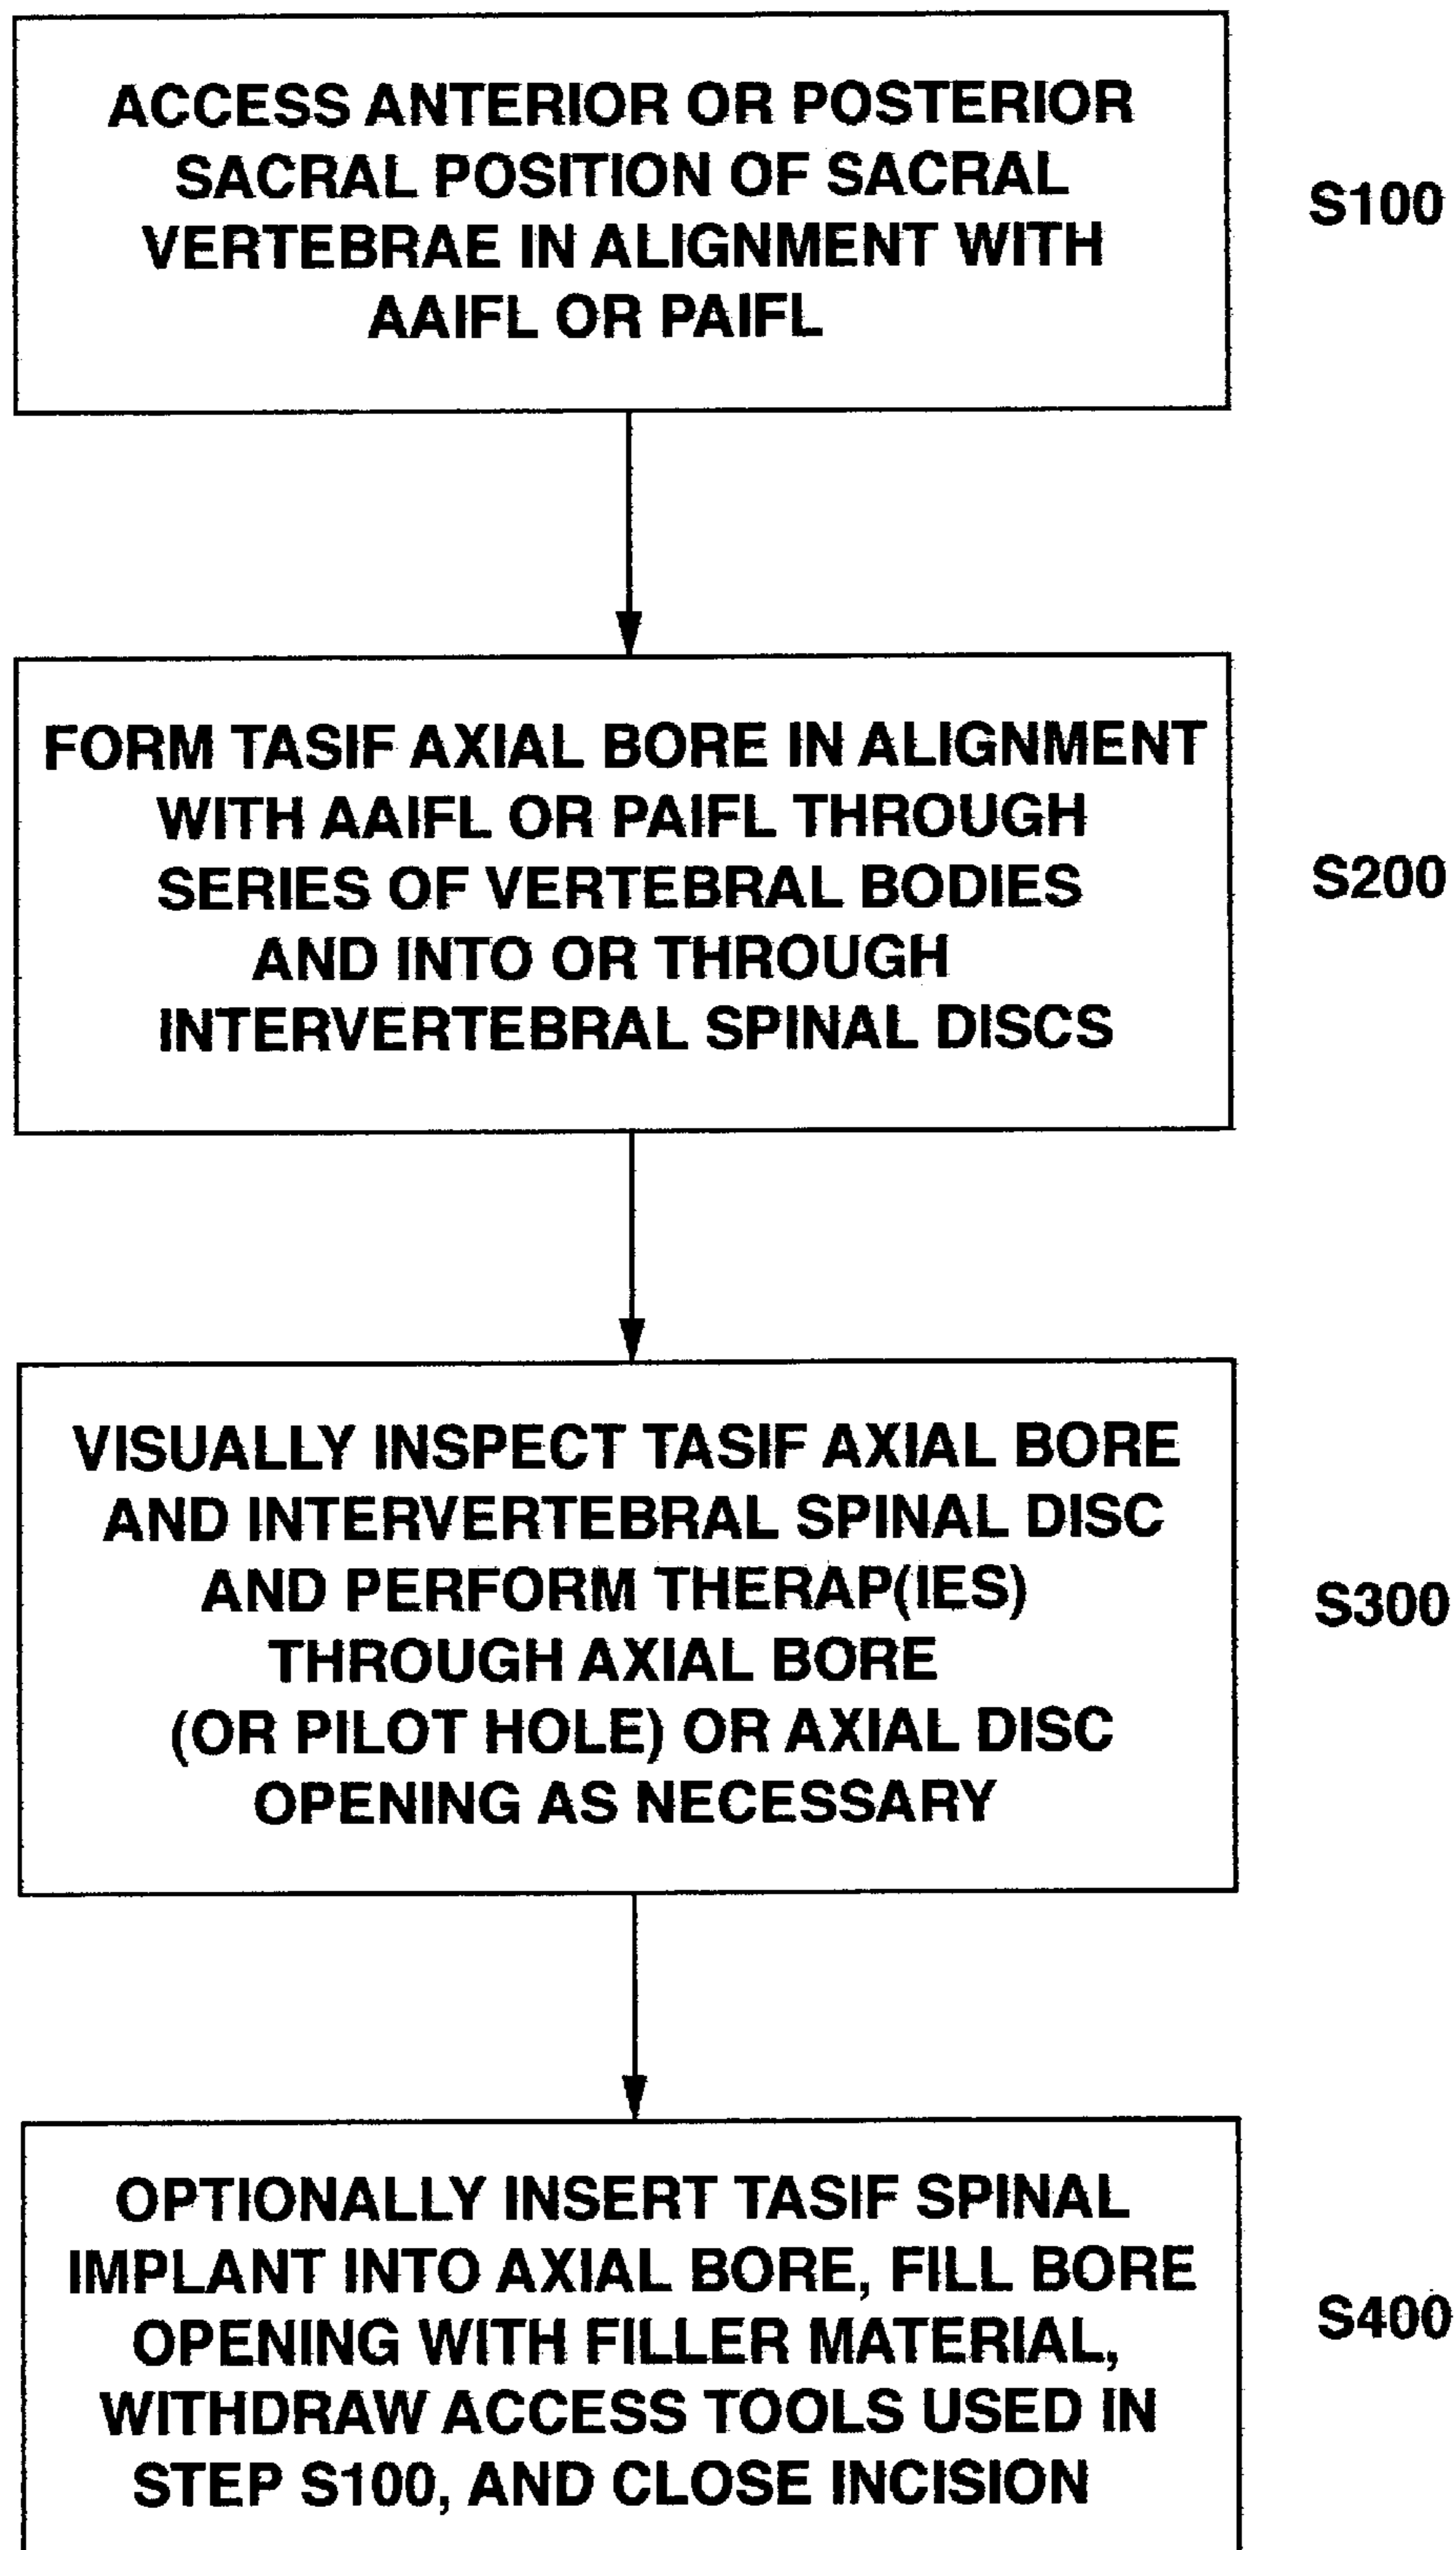 ACCESS ANTERIOR OR POSTERIOR
SACRAL POSITION OF SACRAL
VERTEBRAE IN ALIGNMENT WITH
AAIFL OR PAIFL
S100
FORM TASIF AXIAL BORE IN ALIGNMENT
WITH AAIFL OR PAIFL THROUGH
SERIES OF VERTEBRAL BODIES
AND INTO OR THROUGH
INTERVERTEBRAL SPINAL DISCS
S200
VISUALLY INSPECT TASIF AXIAL BORE
AND INTERVERTEBRAL SPINAL DISC
AND PERFORM THERAP(IES)
THROUGH AXIAL BORE
(OR PILOT HOLE) OR AXIAL DISC
OPENING AS NECESSARY
S300
OPTIONALLY INSERT TASIF SPINAL
IMPLANT INTO AXIAL BORE, FILL BORE
OPENING WITH FILLER MATERIAL,
WITHDRAW ACCESS TOOLS USED IN
STEP S100, AND CLOSE INCISION
S400